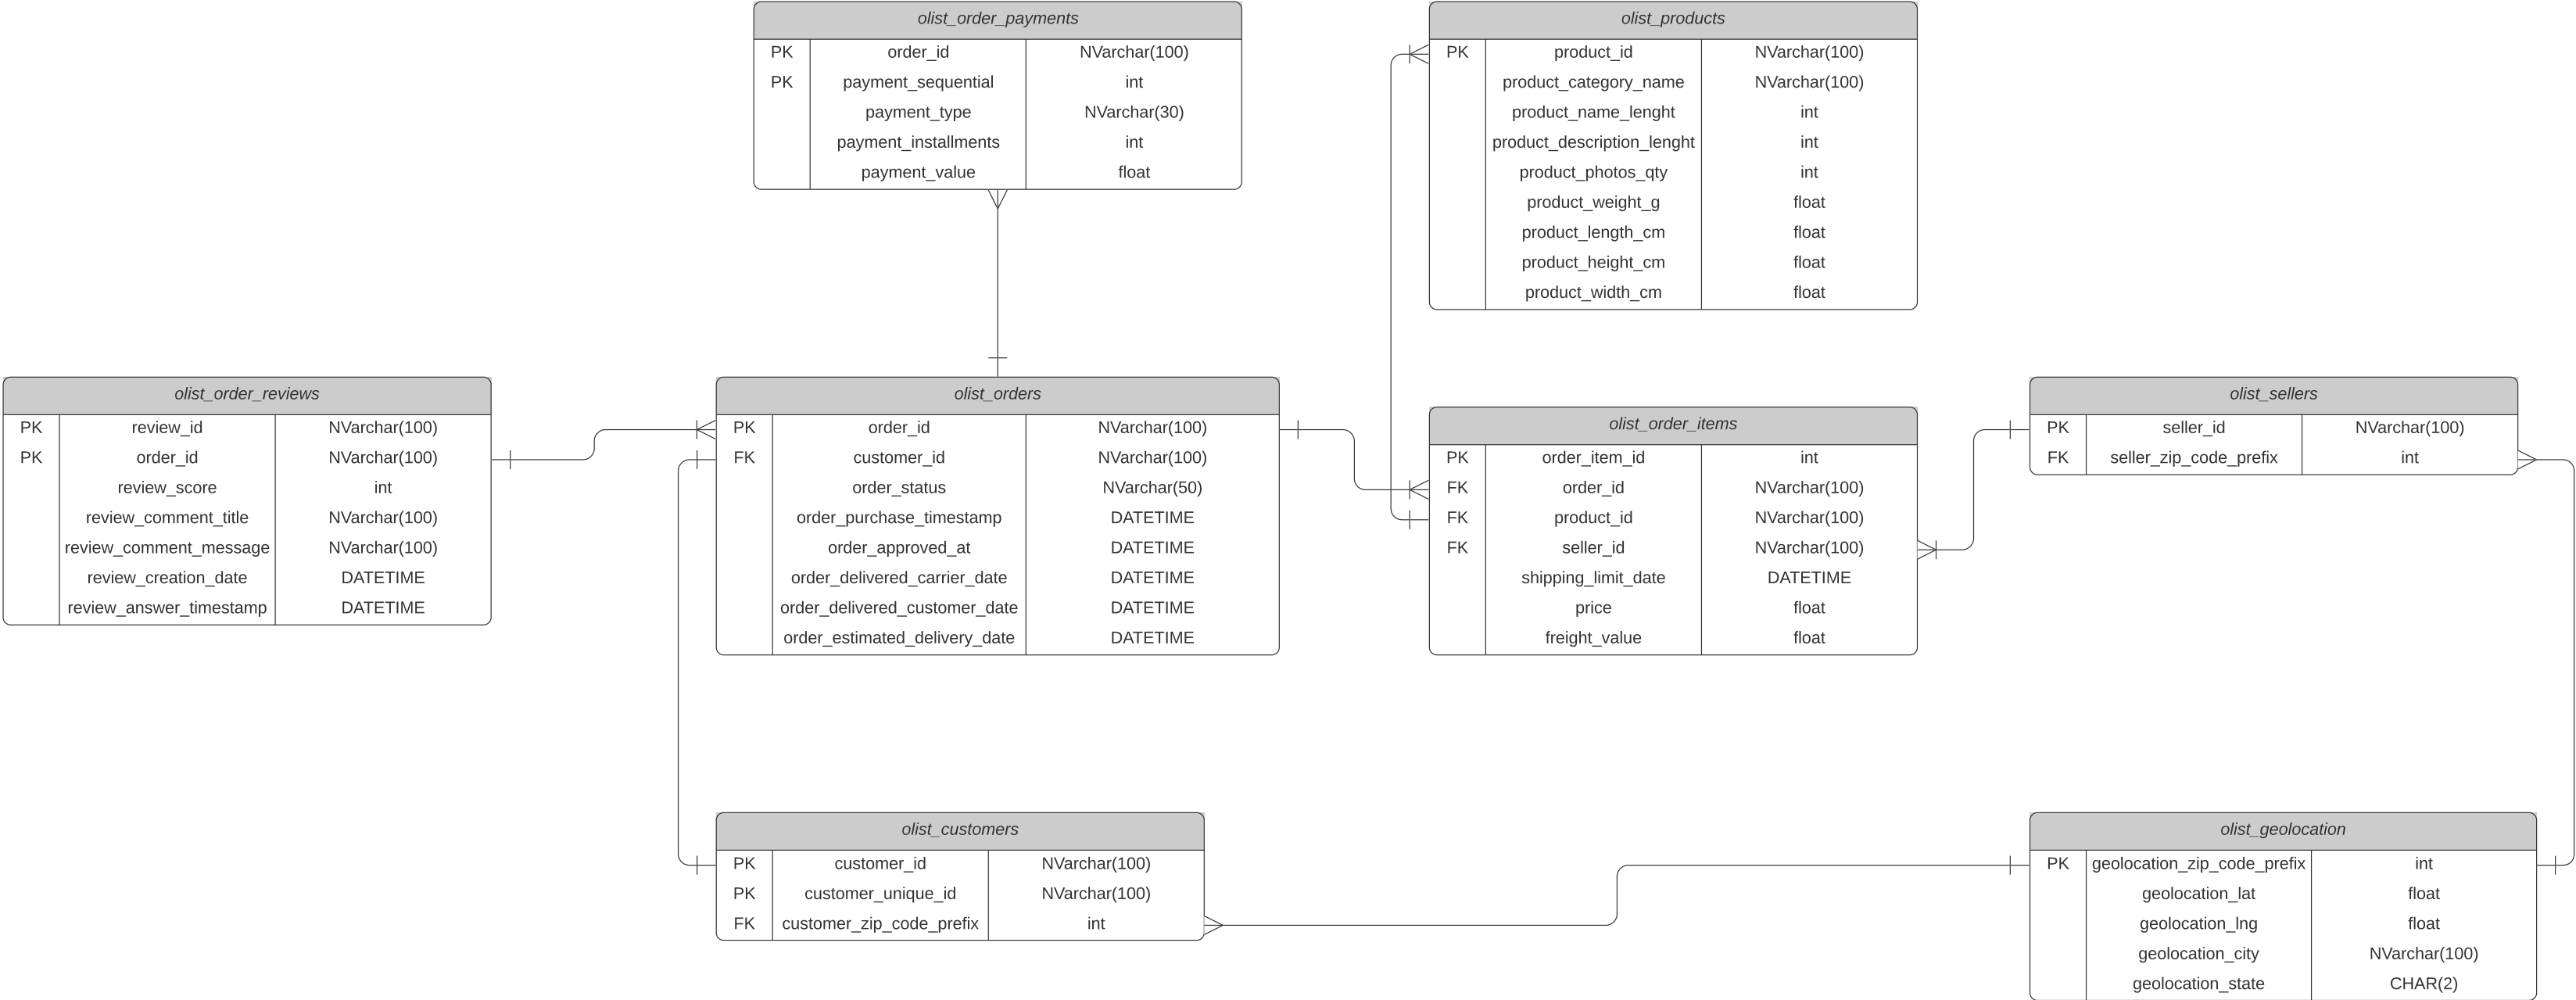 olist_order_payments
PK order_id NVarchar(100)
PK payment_sequential int
payment_type NVarchar(30)
payment_installments int
payment_value float
olist_products
PK product_id NVarchar(100)
product_category_name NVarchar(100)
product_name_lenght int
product_description_lenght int
product_photos_qty int
product_weight_g float
product_length_cm float
product_height_cm float
product_width_cm float
olist_order_reviews
PK review_id NVarchar(100)
PK order_id NVarchar(100)
review_score int
review_comment_title NVarchar(100)
review_comment_message NVarchar(100)
review_creation_date DATETIME
review_answer_timestamp DATETIME
olist_orders
PK order_id NVarchar(100)
FK customer_id NVarchar(100)
order_status NVarchar(50)
order_purchase_timestamp DATETIME
order_approved_at DATETIME
order_delivered_carrier_date DATETIME
order_delivered_customer_date DATETIME
order_estimated_delivery_date DATETIME
olist_order_items
PK order_item_id int
FK order_id NVarchar(100)
FK product_id NVarchar(100)
FK seller_id NVarchar(100)
shipping_limit_date DATETIME
price float
freight_value float
olist_sellers
PK seller_id NVarchar(100)
FK seller_zip_code_prefix int
olist_customers
PK customer_id NVarchar(100)
PK customer_unique_id NVarchar(100)
FK customer_zip_code_prefix int
olist_geolocation
PK geolocation_zip_code_prefix int
geolocation_lat float
geolocation_lng float
geolocation_city NVarchar(100)
geolocation_state CHAR(2)